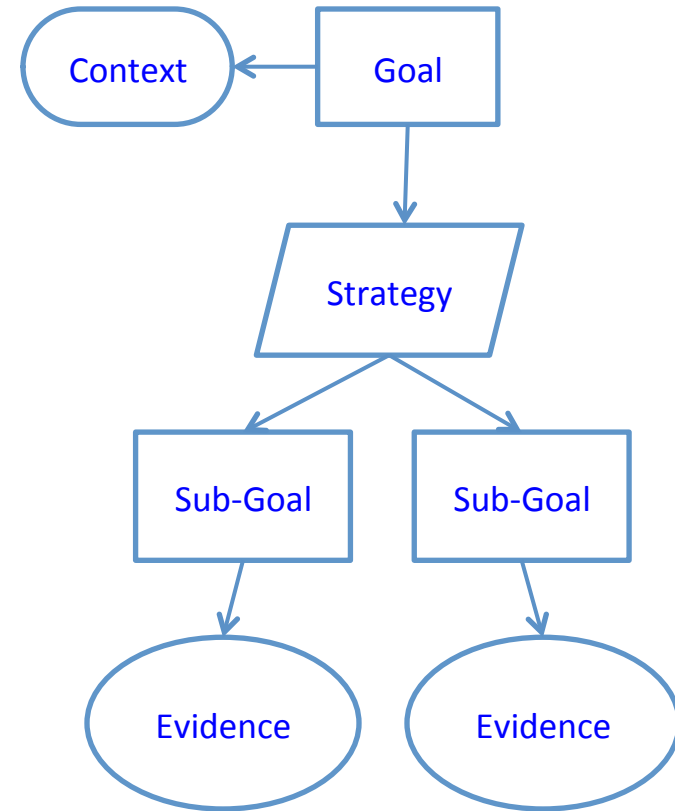 Context
Goal
Strategy
Sub-Goal
Sub-Goal
Evidence
Evidence